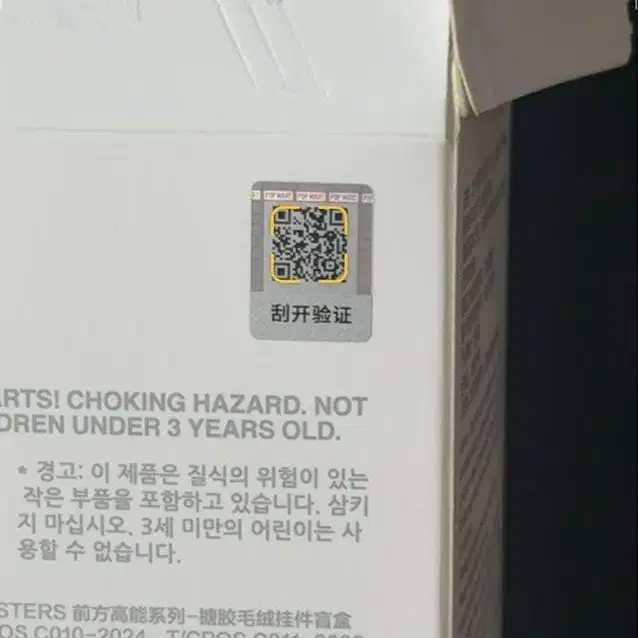 POP MART POP MART POP MART POP
刮开验证
ARTS! CHOKING HAZARD. NOT
DREN UNDER 3 YEARS OLD.
* 경고: 이 제품은 질식의 위험이 있는
작은 부품을 포함하고 있습니다. 삼키
지 마십시오, 3세 미만의 어린이는 사
용할 수 없습니다.
STERS 前方高能系列-搪胶毛绒挂件盲盒
C010-2024